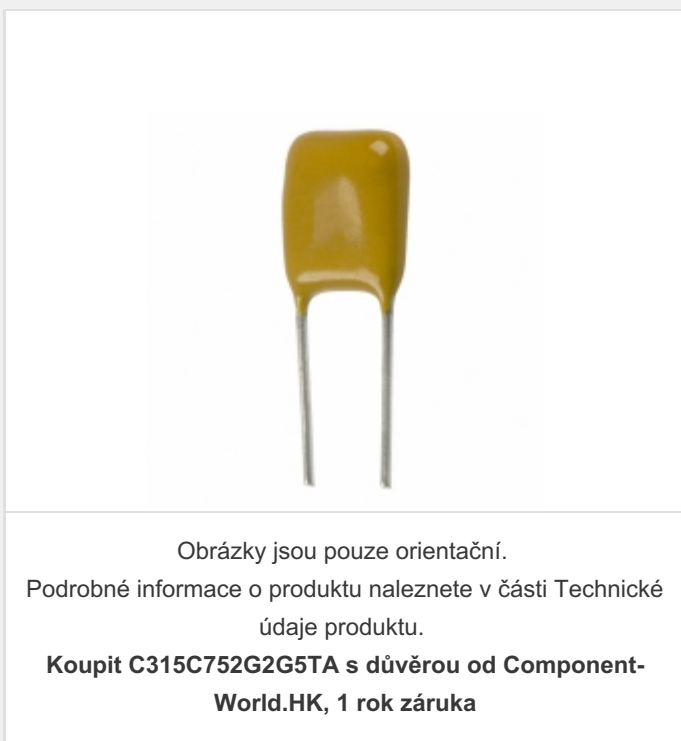 Obrázky jsou pouze orientační.
Podrobné informace o produktu naleznete v části Technické
údaje produktu.
Koupit C315C752G2G5TA s důvěrou od Component-
World.HK, 1 rok záruka